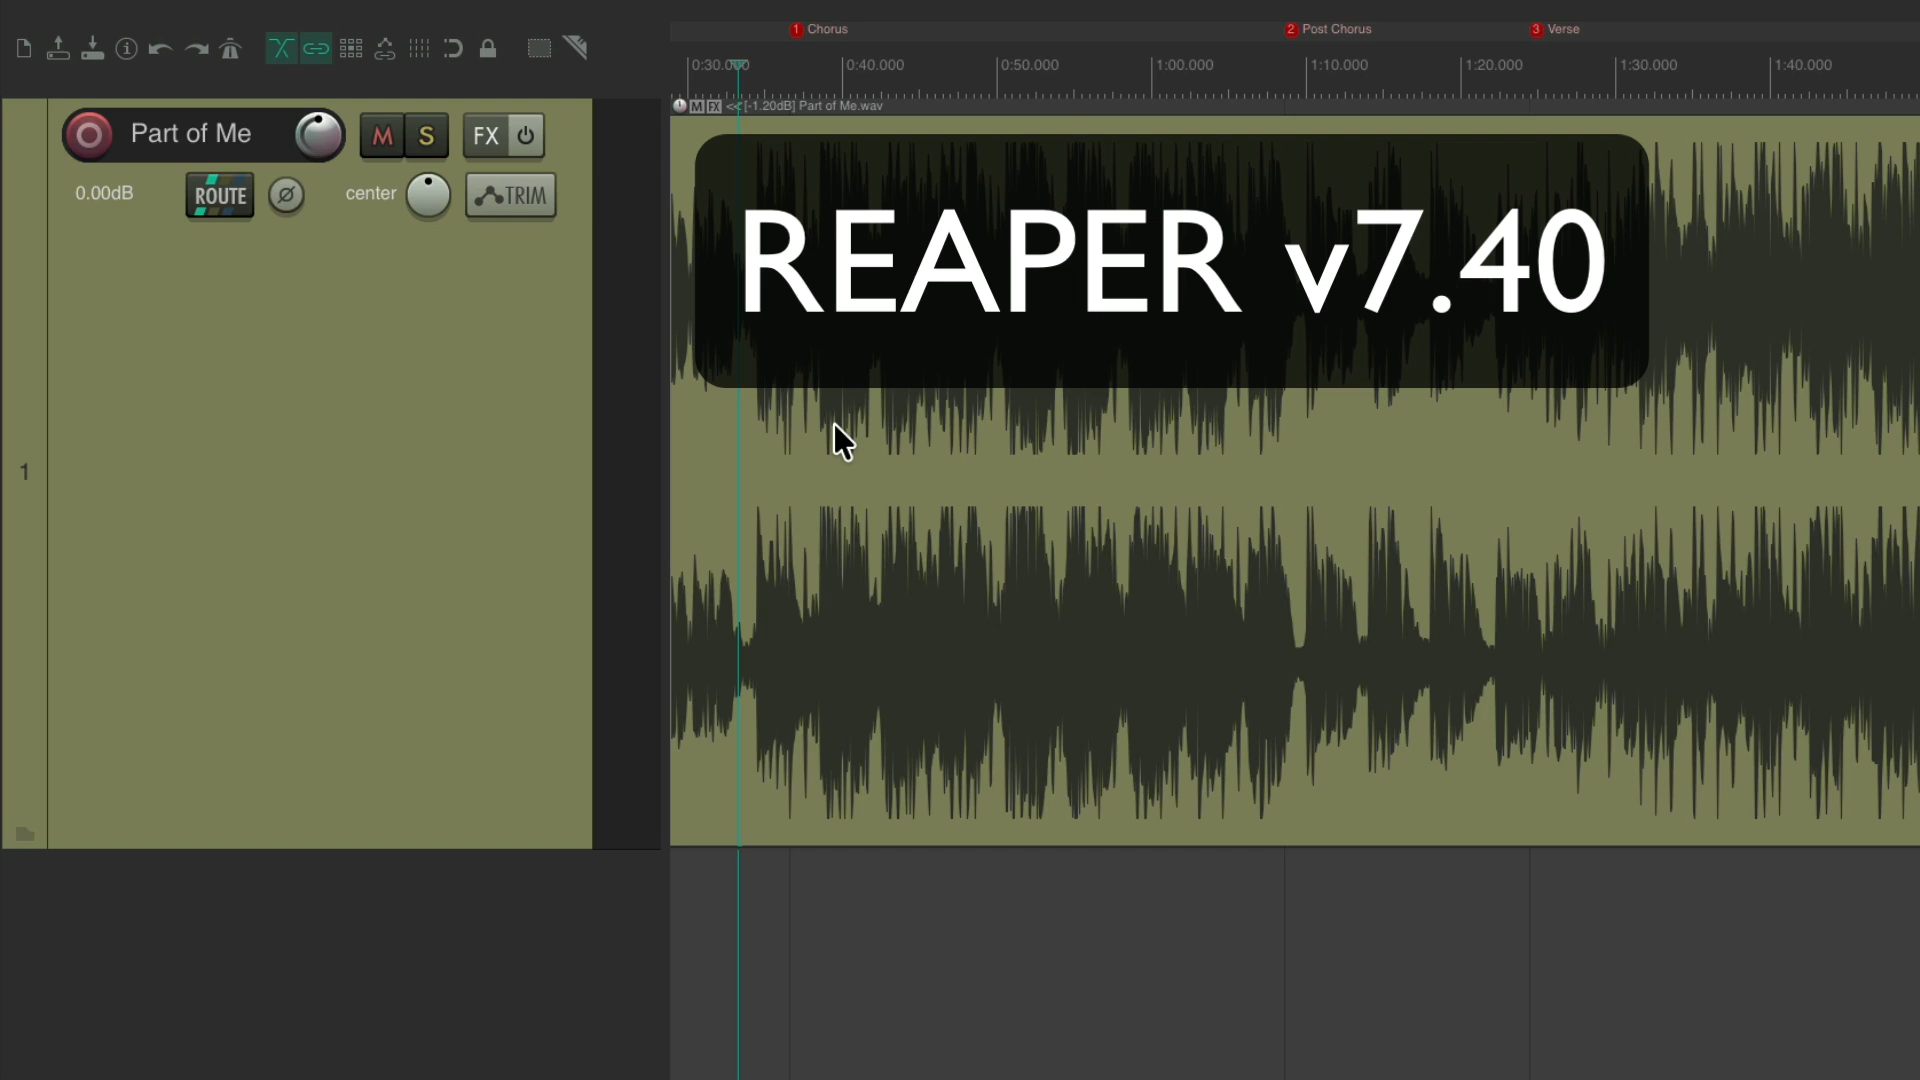 1 Chorus
2 Post Chorus
3 Verse
0:30.000
0:40.000
0:50.000
1:00.000
1:10.000
1:20.000
1:30.000
1:40.000
M FX << [-1.20dB] Part of Me.wav
Part of Me
M
S
FX
0.00dB
ROUTE
center
TRIM
REAPER v7.40
1